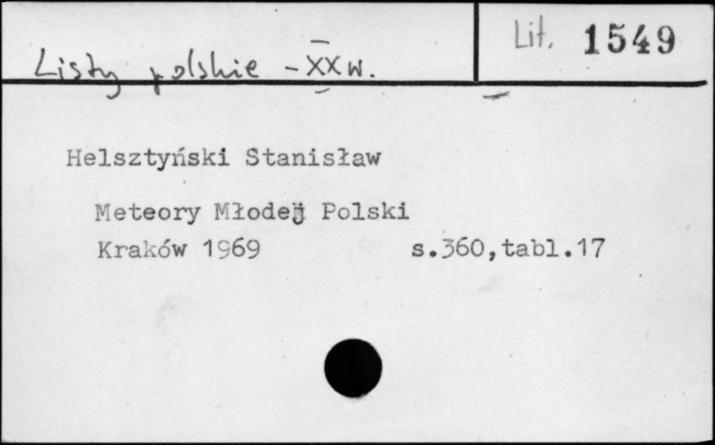 Listy polskie - XX w.
Lit. 1549
Helsztyński Stanisław
Meteory Młodej Polski
Kraków 1969 s.360,tabl.17